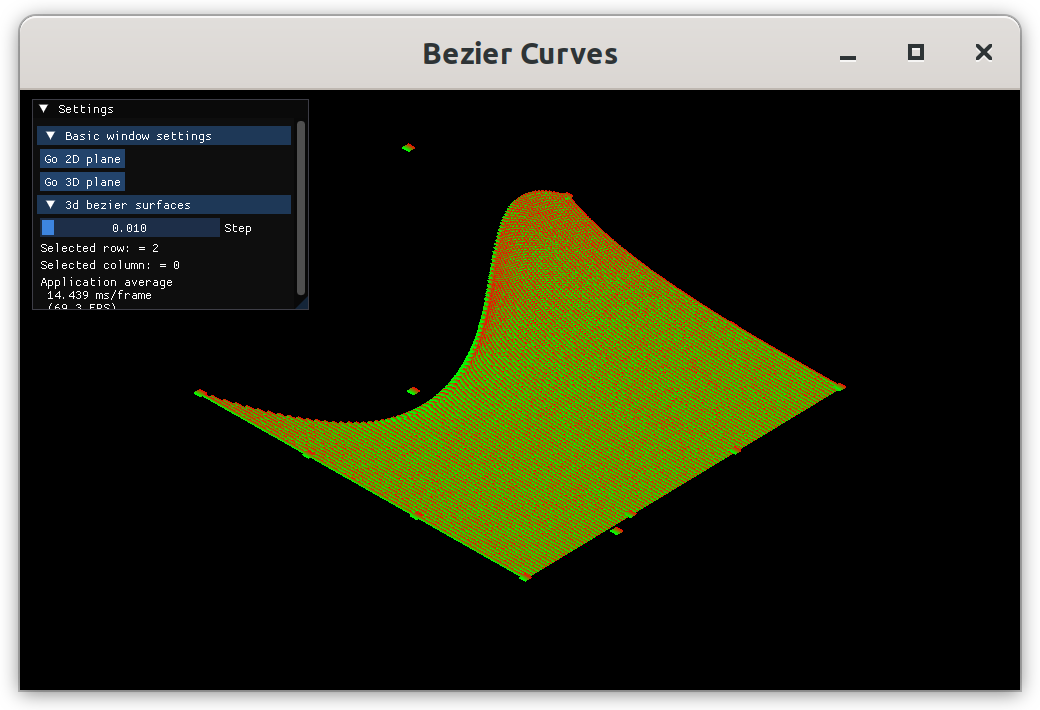 Bezier Curves
Settings
Basic window settings
Go 2D plane
Go 3D plane
3d bezier surfaces
0.010 Step
Selected row: = 2
Selected column: = 0
Application average
14.439 ms/frame
(69.3 FPS)